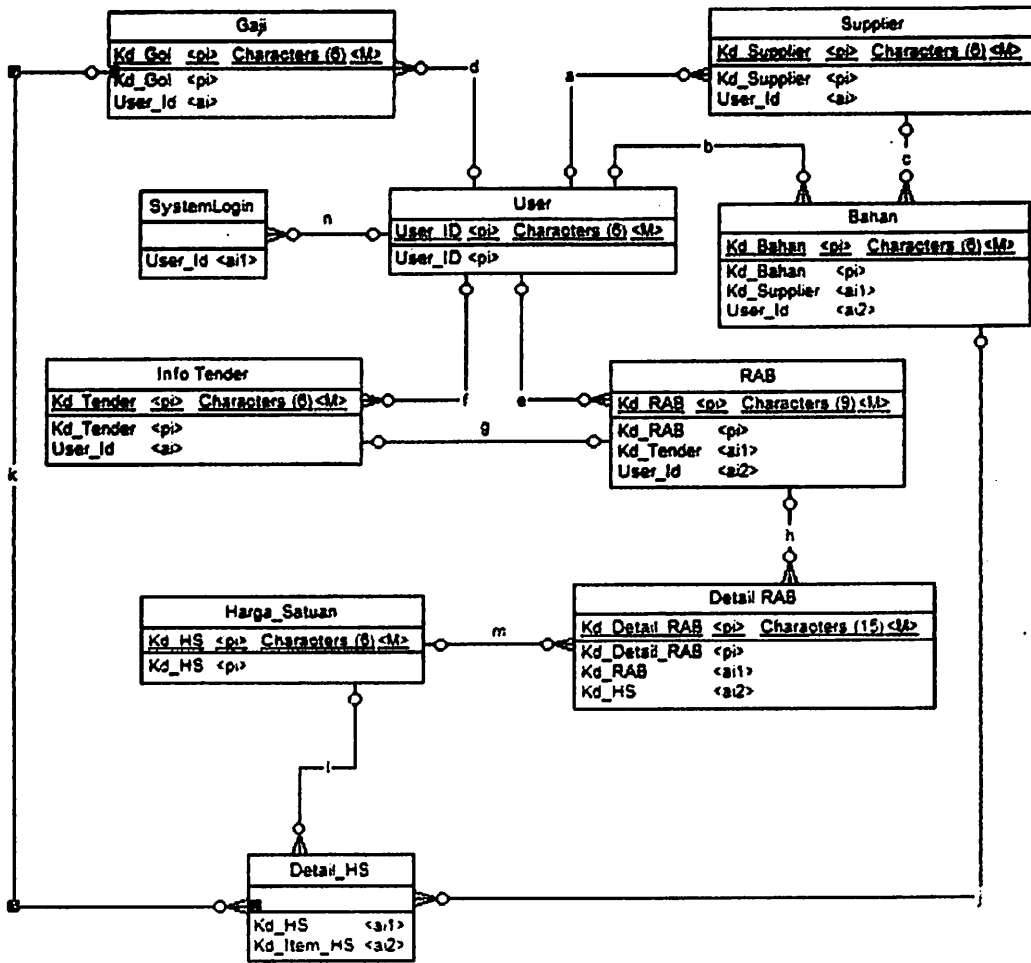 Gaji
Kd_Gol <pi> Characters (6) <M>
Kd_Gol <pi>
User_Id <ai>
Supplier
Kd_Supplier <pi> Characters (6) <M>
Kd_Supplier <pi>
User_Id <ai>
d
a
b
c
SystemLogin
User_Id <ai1>
n
User
User_ID <pi> Characters (6) <M>
User_ID <pi>
Bahan
Kd_Bahan <pi> Characters (6) <M>
Kd_Bahan <pi>
Kd_Supplier <ai1>
User_Id <ai2>
Info Tender
Kd_Tender <pi> Characters (6) <M>
Kd_Tender <pi>
User_Id <ai>
f
e
g
RAB
Kd_RAB <pi> Characters (9) <M>
Kd_RAB <pi>
Kd_Tender <ai1>
User_Id <ai2>
k
h
Harga_Satuan
Kd_HS <pi> Characters (6) <M>
Kd_HS <pi>
m
Detail RAB
Kd_Detail_RAB <pi> Characters (15) <M>
Kd_Detail_RAB <pi>
Kd_RAB <ai1>
Kd_HS <ai2>
l
j
Detail_HS
Kd_HS <ai1>
Kd_Item_HS <ai2>